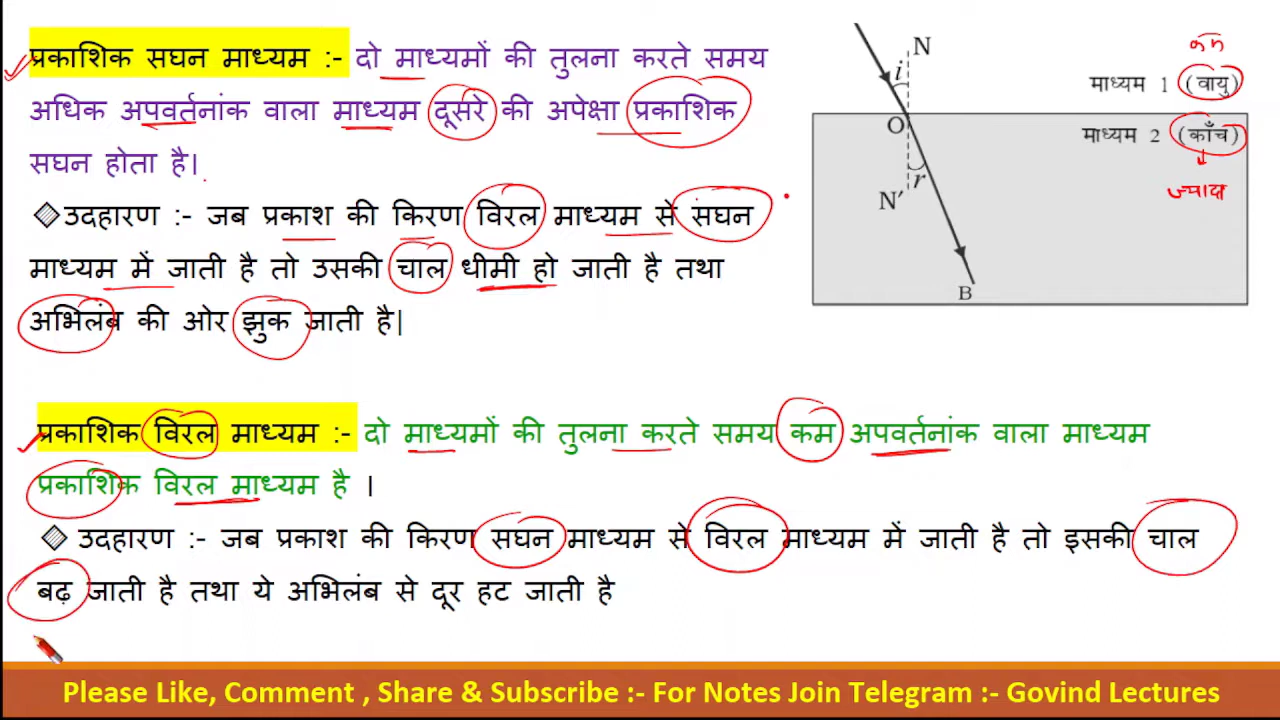 प्रकाशिक सघन माध्यम :- दो माध्यमों की तुलना करते समय
अधिक अपवर्तनांक वाला माध्यम दूसरे की अपेक्षा प्रकाशिक
सघन होता है।
उदहारण :- जब प्रकाश की किरण विरल माध्यम से सघन
माध्यम में जाती है तो उसकी चाल धीमी हो जाती है तथा
अभिलंब की ओर झुक जाती है|
N
i
कम
माध्यम 1 (वायु)
O
माध्यम 2 (काँच)
r
N'
ज्यादा
B
प्रकाशिक विरल माध्यम :- दो माध्यमों की तुलना करते समय कम अपवर्तनांक वाला माध्यम
प्रकाशिक विरल माध्यम है ।
उदहारण :- जब प्रकाश की किरण सघन माध्यम से विरल माध्यम में जाती है तो इसकी चाल
बढ़ जाती है तथा ये अभिलंब से दूर हट जाती है
Please Like, Comment , Share & Subscribe :- For Notes Join Telegram :- Govind Lectures